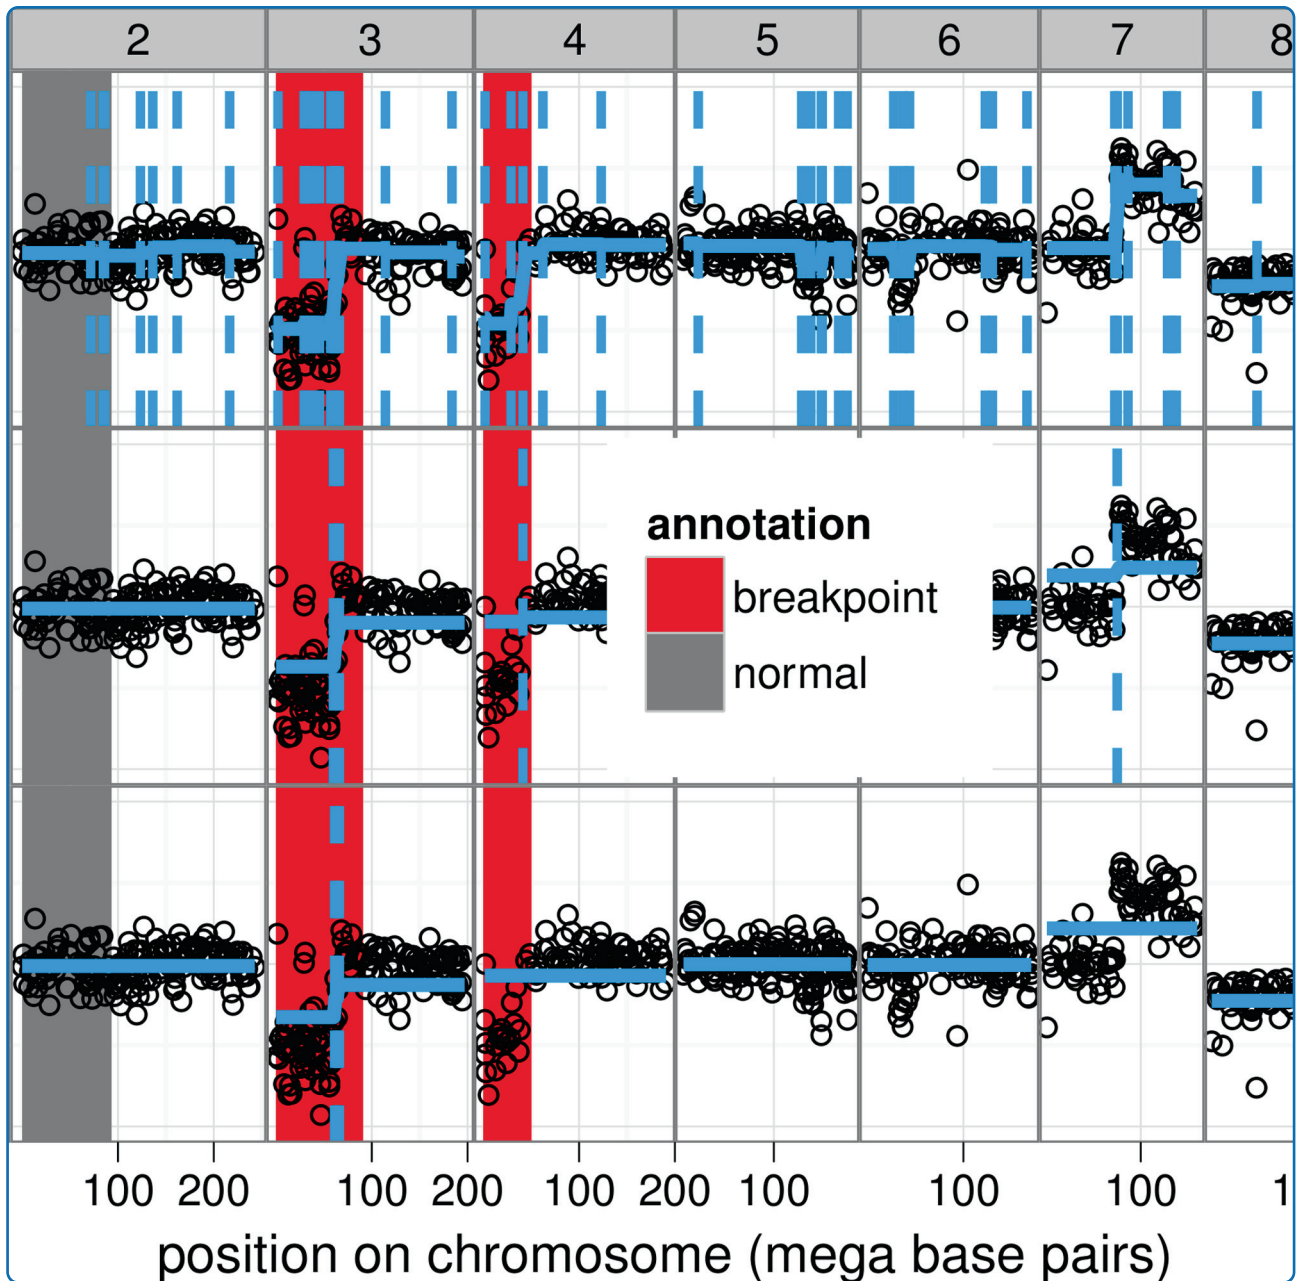 2 3 4 5 6 7 8
annotation
breakpoint
normal
100 200 100 200 100 200 100 100 100 1
position on chromosome (mega base pairs)